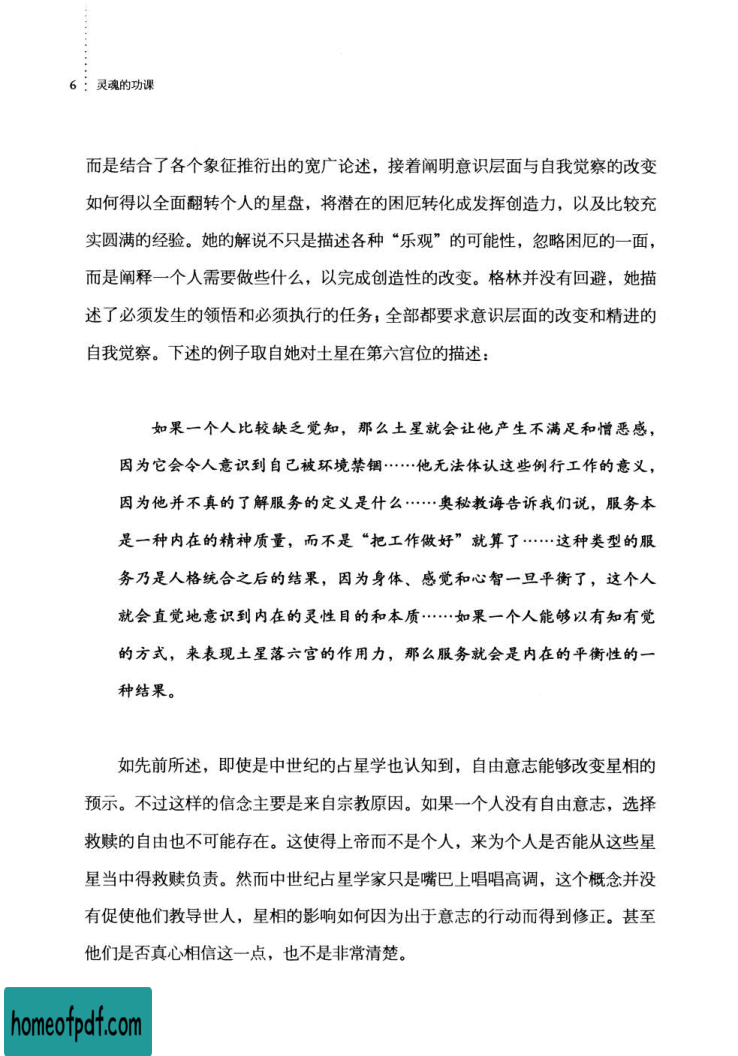 6 灵魂的功课
而是结合了各个象征推衍出的宽广论述，接着阐明意识层面与自我觉察的改变
如何得以全面翻转个人的星盘，将潜在的困厄转化成发挥创造力，以及比较充
实圆满的经验。她的解说不只是描述各种“乐观”的可能性，忽略困厄的一面，
而是阐释一个人需要做些什么，以完成创造性的改变。格林并没有回避，她描
述了必须发生的领悟和必须执行的任务；全部都要求意识层面的改变和精进的
自我觉察。下述的例子取自她对土星在第六宫位的描述：
如果一个人比较缺乏觉知，那么土星就会让他产生不满足和憎恶感，
因为它会令人意识到自己被环境禁锢……他无法体认这些例行工作的意义，
因为他并不真的了解服务的定义是什么……奥秘教诲告诉我们说，服务本
是一种内在的精神质量，而不是“把工作做好”就算了……这种类型的服
务乃是人格统合之后的结果，因为身体、感觉和心智一旦平衡了，这个人
就会直觉地意识到内在的灵性目的和本质……如果一个人能够以有知有觉
的方式，来表现土星落六宫的作用力，那么服务就会是内在的平衡性的一
种结果。
如先前所述，即使是中世纪的占星学也认知到，自由意志能够改变星相的
预示。不过这样的信念主要是来自宗教原因。如果一个人没有自由意志，选择
救赎的自由也不可能存在。这使得上帝而不是个人，来为个人是否能从这些星
星当中得救赎负责。然而中世纪占星学家只是嘴巴上唱唱高调，这个概念并没
有促使他们教导世人，星相的影响如何因为出于意志的行动而得到修正。甚至
他们是否真心相信这一点，也不是非常清楚。
homeofpdf.com